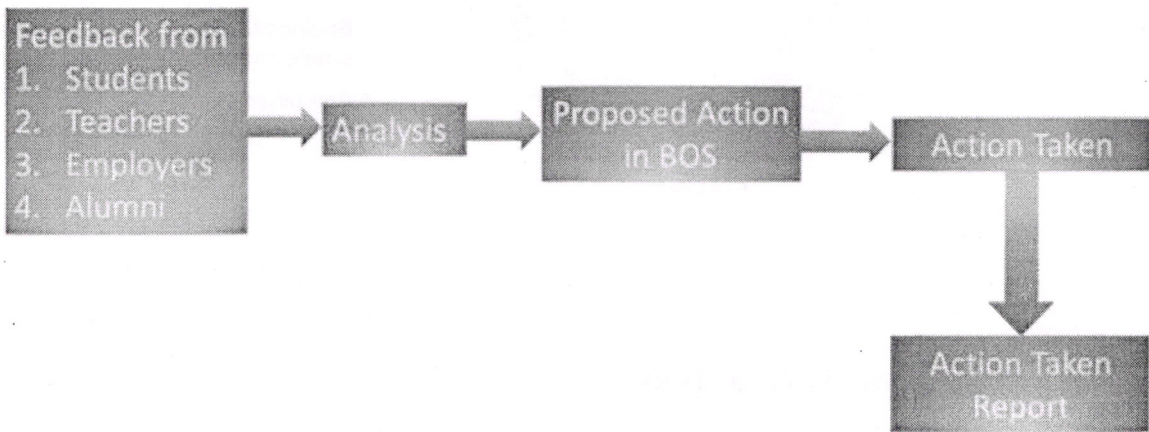 Feedback from
1. Students
2. Teachers
3. Employers
4. Alumni
Analysis
Proposed Action
in BOS
Action Taken
Action Taken
Report